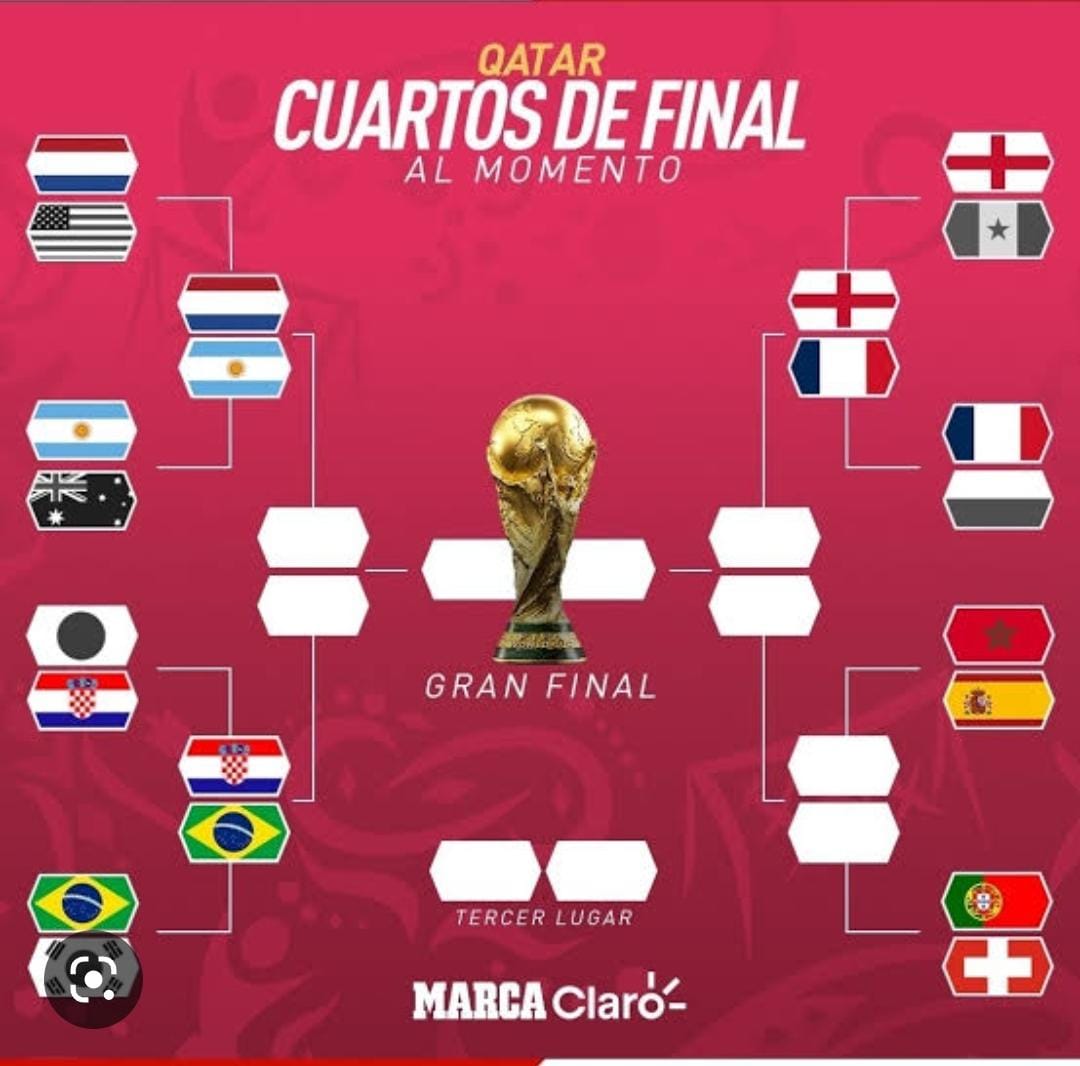 QATAR
CUARTOS DE FINAL
AL MOMENTO
GRAN FINAL
TERCER LUGAR
MARCA Claro